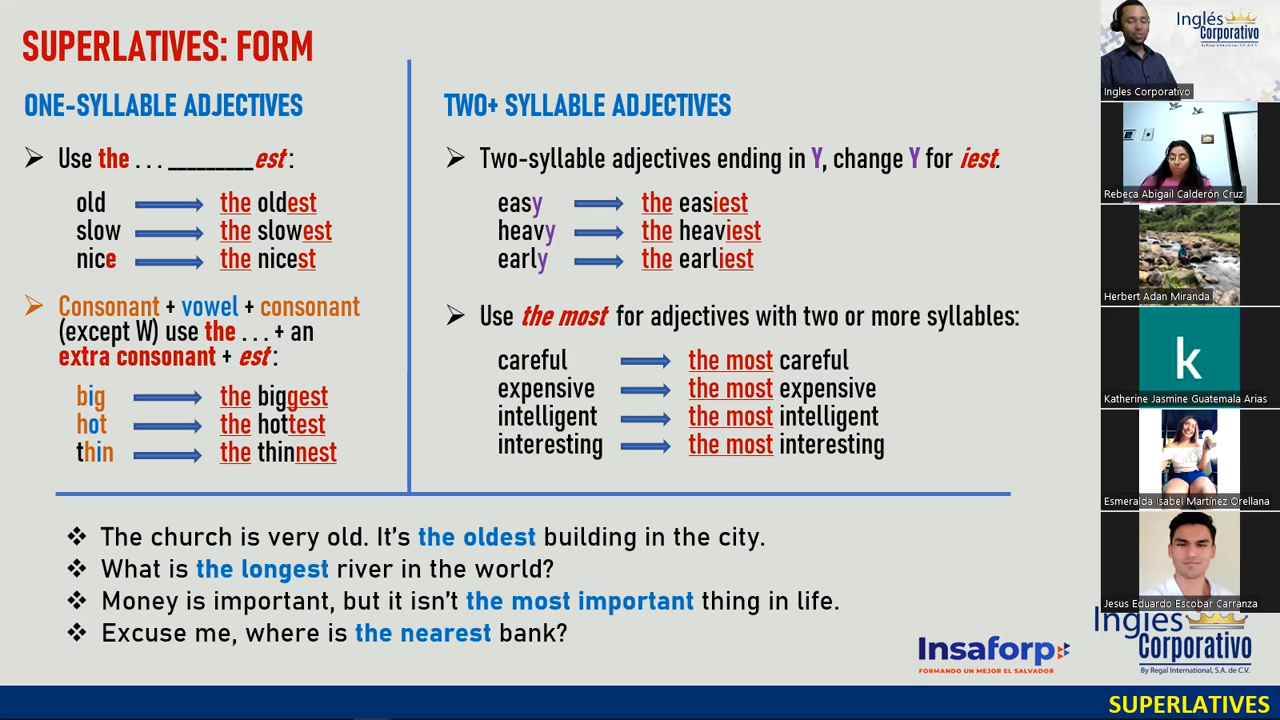 SUPERLATIVES: FORM
ONE-SYLLABLE ADJECTIVES
➢ Use the . . . _________est :
old → the oldest
slow → the slowest
nice → the nicest
➢ Consonant + vowel + consonant
(except W) use the . . . + an
extra consonant + est :
big → the biggest
hot → the hottest
thin → the thinnest
TWO+ SYLLABLE ADJECTIVES
➢ Two-syllable adjectives ending in Y, change Y for iest.
easy → the easiest
heavy → the heaviest
early → the earliest
➢ Use the most for adjectives with two or more syllables:
careful → the most careful
expensive → the most expensive
intelligent → the most intelligent
interesting → the most interesting
❖ The church is very old. It’s the oldest building in the city.
❖ What is the longest river in the world?
❖ Money is important, but it isn’t the most important thing in life.
❖ Excuse me, where is the nearest bank?
Insaforp
FORMANDO UN MEJOR EL SALVADOR
Inglés
Corporativo
By Regal International, S.A. de C.V.
SUPERLATIVES
Inglés
Corporativo
By Regal International, S.A. de C.V.
Ingles Corporativo
Rebeca Abigail Calderón Cruz
Herbert Adan Miranda
k
Katherine Jasmine Guatemala Arias
Esmeralda Isabel Martínez Orellana
Jesus Eduardo Escobar Carranza